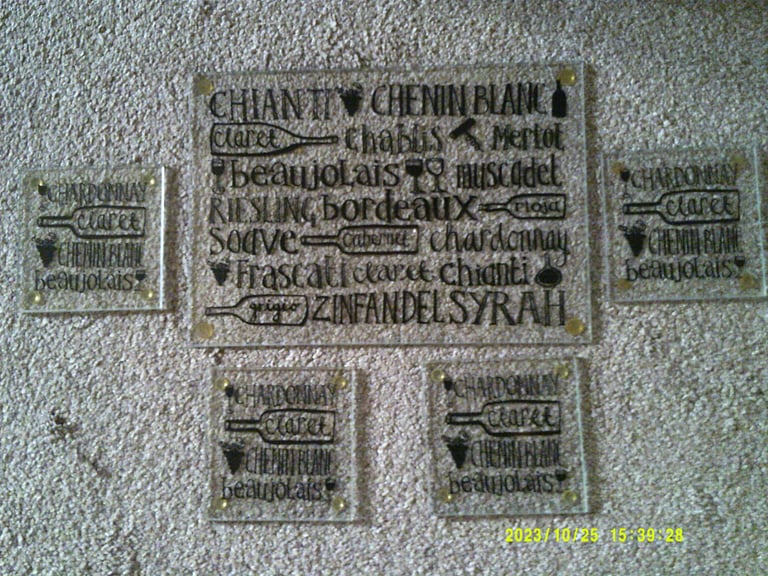 CHIANTI CHENIN BLANC
claret chablis Merlot
beaujolais muscadet
RIESLING bordeaux rioja
Soave Cabernet chardonnay
Frascati claret chianti
grigio ZINFANDEL SYRAH
CHARDONNAY
claret
CHENIN BLANC
beaujolais
CHARDONNAY
claret
CHENIN BLANC
beaujolais
CHARDONNAY
claret
CHENIN BLANC
beaujolais
CHARDONNAY
claret
CHENIN BLANC
beaujolais
2023/10/25 15:39:28